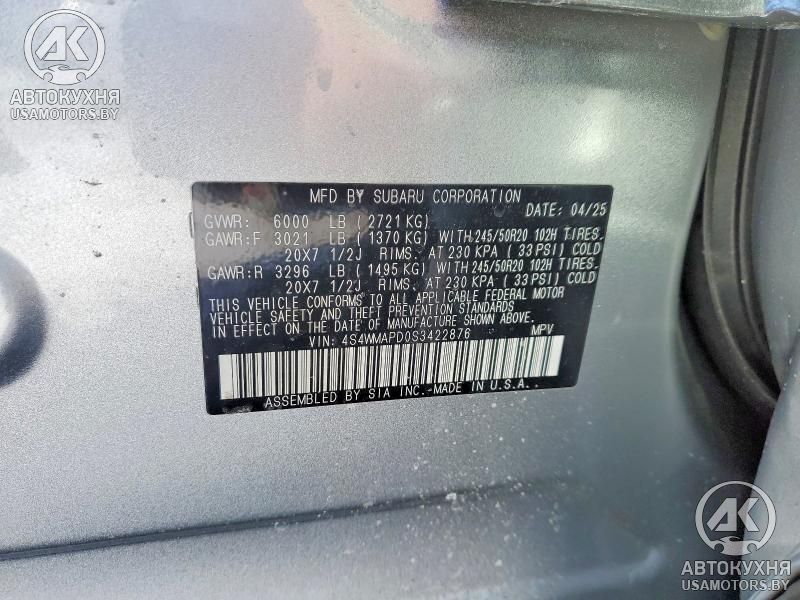 AK
АВТОКУХНЯ
USAMOTORS.BY
MFD BY SUBARU CORPORATION
DATE: 04/25
GVWR: 6000 LB ( 2721 KG)
GAWR:F 3021 LB ( 1370 KG) WITH 245/50R20 102H TIRES.
20X7 1/2J RIMS. AT 230 KPA ( 33 PSI) COLD
GAWR:R 3296 LB ( 1495 KG) WITH 245/50R20 102H TIRES.
20X7 1/2J RIMS. AT 230 KPA ( 33 PSI) COLD
THIS VEHICLE CONFORMS TO ALL APPLICABLE FEDERAL MOTOR
VEHICLE SAFETY AND THEFT PREVENTION STANDARDS
IN EFFECT ON THE DATE OF MANUFACTURE SHOWN ABOVE.
VIN: 4S4WMAPD0S3422876 MPV
ASSEMBLED BY SIA INC.-MADE IN U.S.A.
AK
АВТОКУХНЯ
USAMOTORS.BY